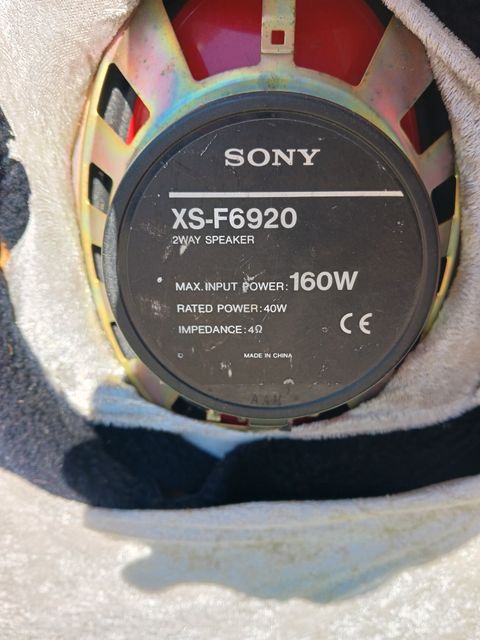 SONY
XS-F6920
2WAY SPEAKER
MAX. INPUT POWER: 160W
RATED POWER: 40W
IMPEDANCE: 4Ω
CE
MADE IN CHINA